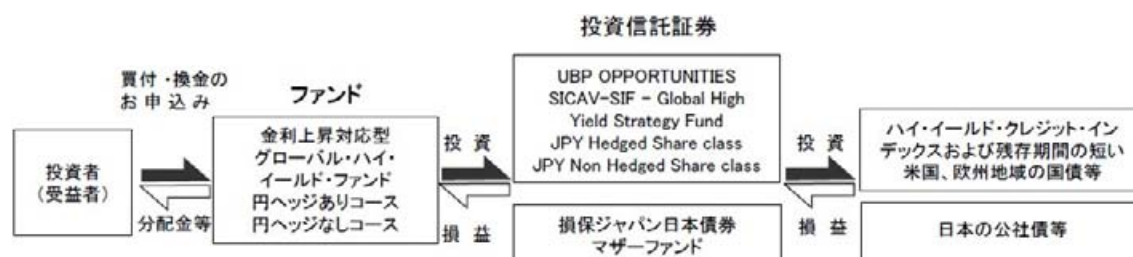 投資信託証券
買付・換金の
お申込み
ファンド
投資者
(受益者)
分配金等
金利上昇対応型
グローバル・ハイ・
イールド・ファンド
円ヘッジありコース
円ヘッジなしコース
投資
損益
UBP OPPORTUNITIES
SICAV-SIF - Global High
Yield Strategy Fund
JPY Hedged Share class
JPY Non Hedged Share class
損保ジャパン日本債券
マザーファンド
投資
損益
ハイ・イールド・クレジット・イン
デックスおよび残存期間の短い
米国、欧州地域の国債等
日本の公社債等